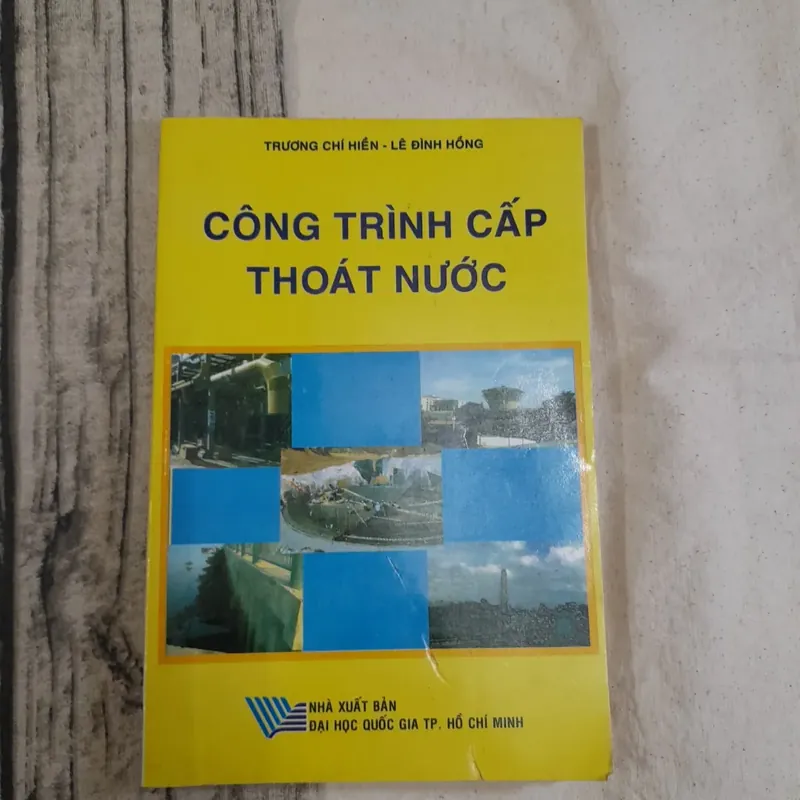 TRƯƠNG CHÍ HIỀN - LÊ ĐÌNH HỒNG
CÔNG TRÌNH CẤP
THOÁT NƯỚC
NHÀ XUẤT BẢN
ĐẠI HỌC QUỐC GIA TP. HỒ CHÍ MINH